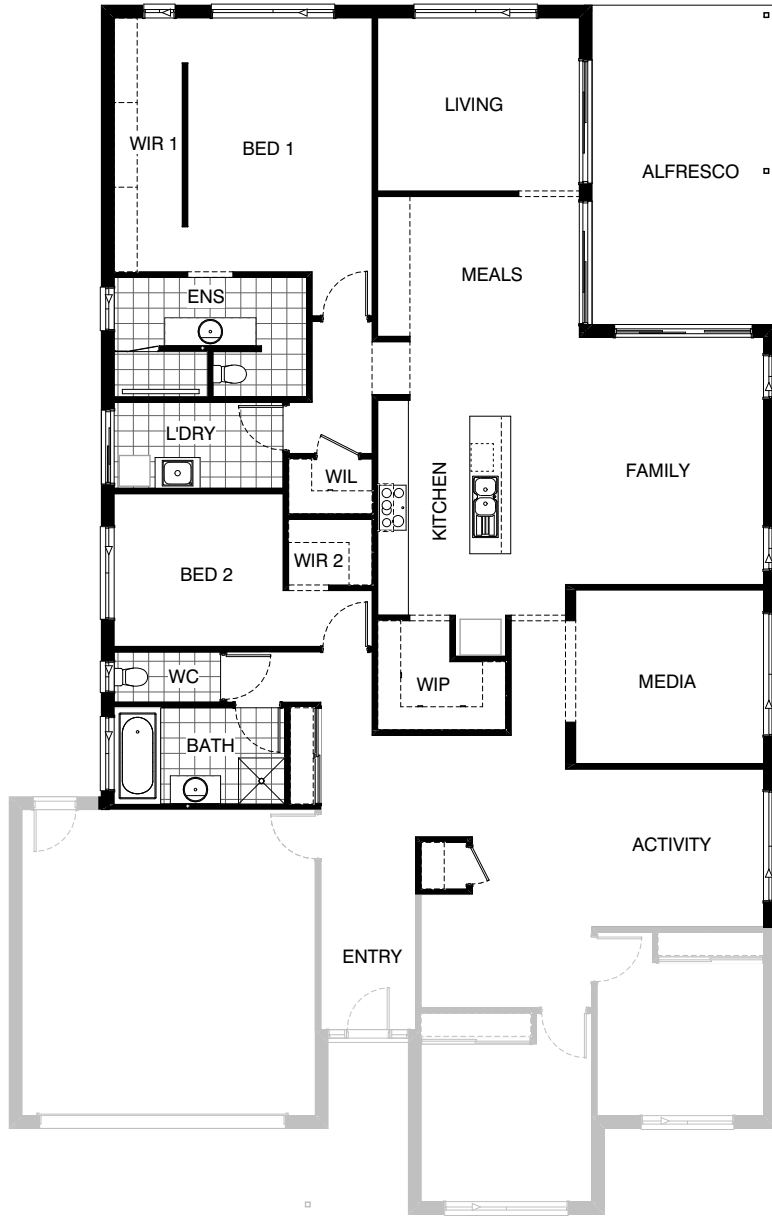 LIVING
WIR 1
BED 1
ALFRESCO
MEALS
ENS
L'DRY
WIL
KITCHEN
FAMILY
WIR 2
BED 2
WC
WIP
MEDIA
BATH
ACTIVITY
ENTRY